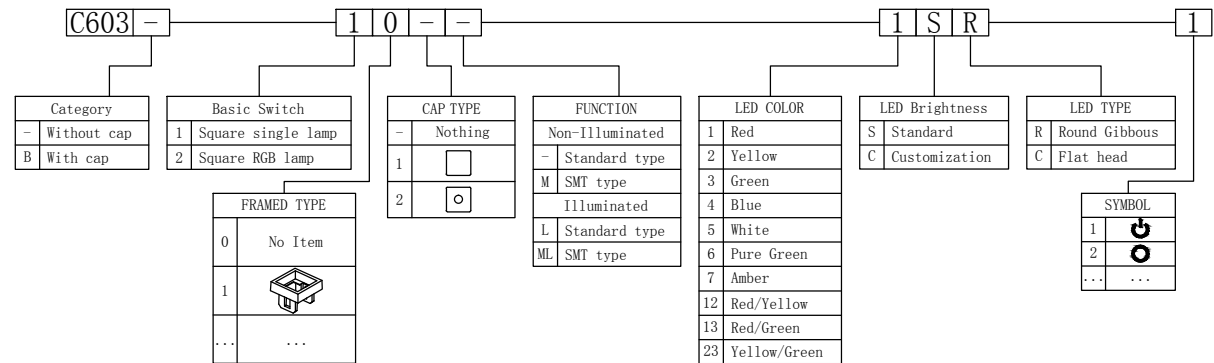 C603 - 1 0 - - 1 S R 1
Category
- Without cap
B With cap
Basic Switch
1 Square single lamp
2 Square RGB lamp
FRAMED TYPE
0 No Item
1
... ...
CAP TYPE
- Nothing
1
2
FUNCTION
Non-Illuminated
- Standard type
M SMT type
Illuminated
L Standard type
ML SMT type
LED COLOR
1 Red
2 Yellow
3 Green
4 Blue
5 White
6 Pure Green
7 Amber
12 Red/Yellow
13 Red/Green
23 Yellow/Green
LED Brightness
S Standard
C Customization
LED TYPE
R Round Gibbous
C Flat head
SYMBOL
1
2
... ...